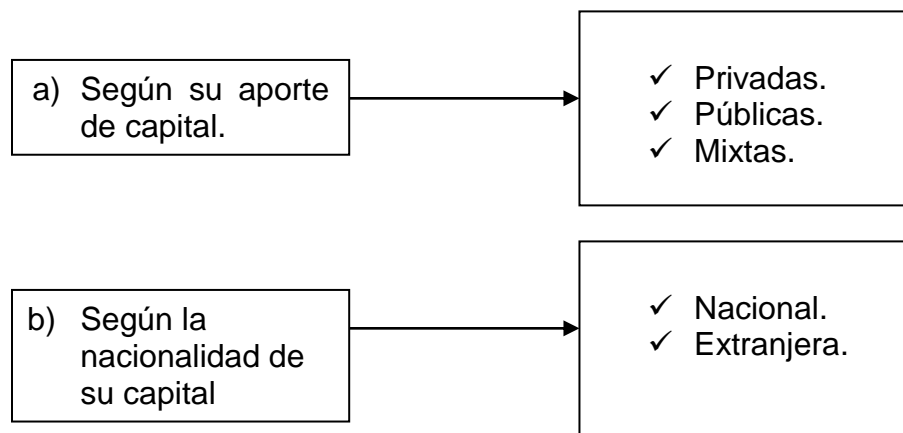 a) Según su aporte
de capital.
✓ Privadas.
✓ Públicas.
✓ Mixtas.
b) Según la
nacionalidad de
su capital
✓ Nacional.
✓ Extranjera.